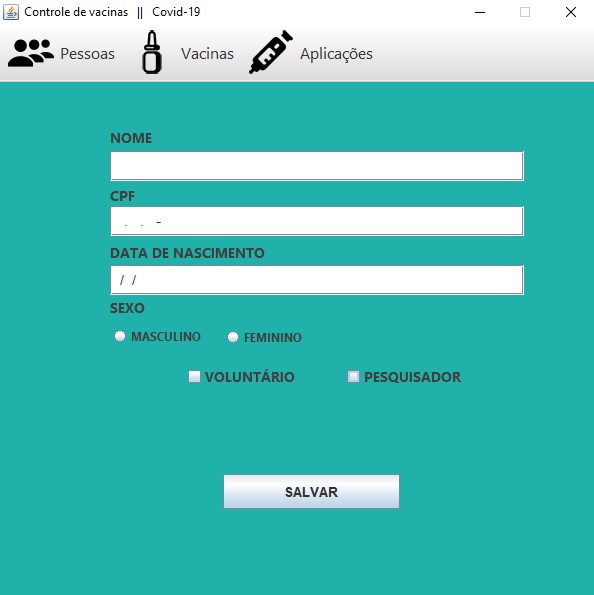 Controle de vacinas || Covid-19
Pessoas Vacinas Aplicações
NOME
CPF
. . -
DATA DE NASCIMENTO
/ /
SEXO
MASCULINO FEMININO
VOLUNTÁRIO PESQUISADOR
SALVAR